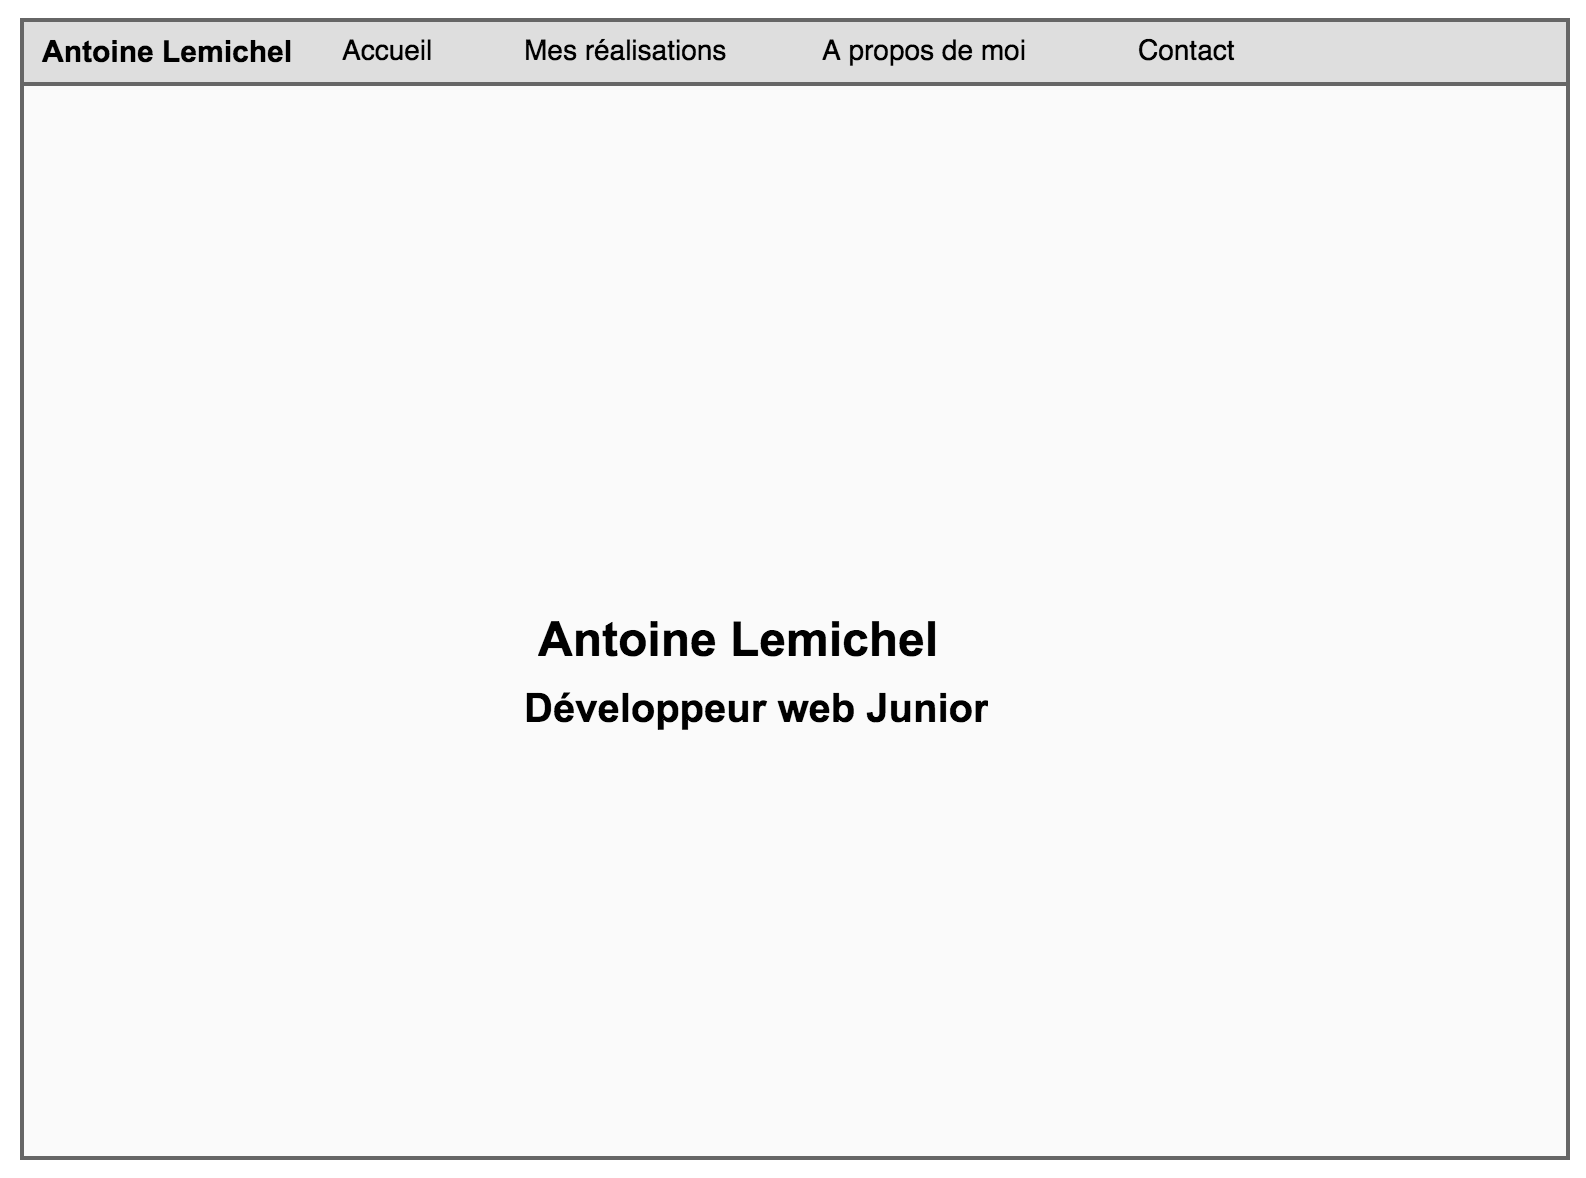 Antoine Lemichel Accueil Mes réalisations A propos de moi Contact
Antoine Lemichel
Développeur web Junior